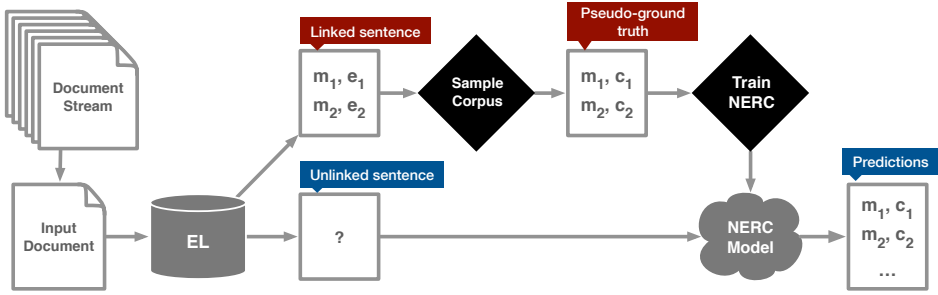 Document
Stream
Linked sentence
m1, e1
m2, e2
Sample
Corpus
Pseudo-ground
truth
m1, c1
m2, c2
Train
NERC
Input
Document
EL
Unlinked sentence
?
NERC
Model
Predictions
m1, c1
m2, c2
...